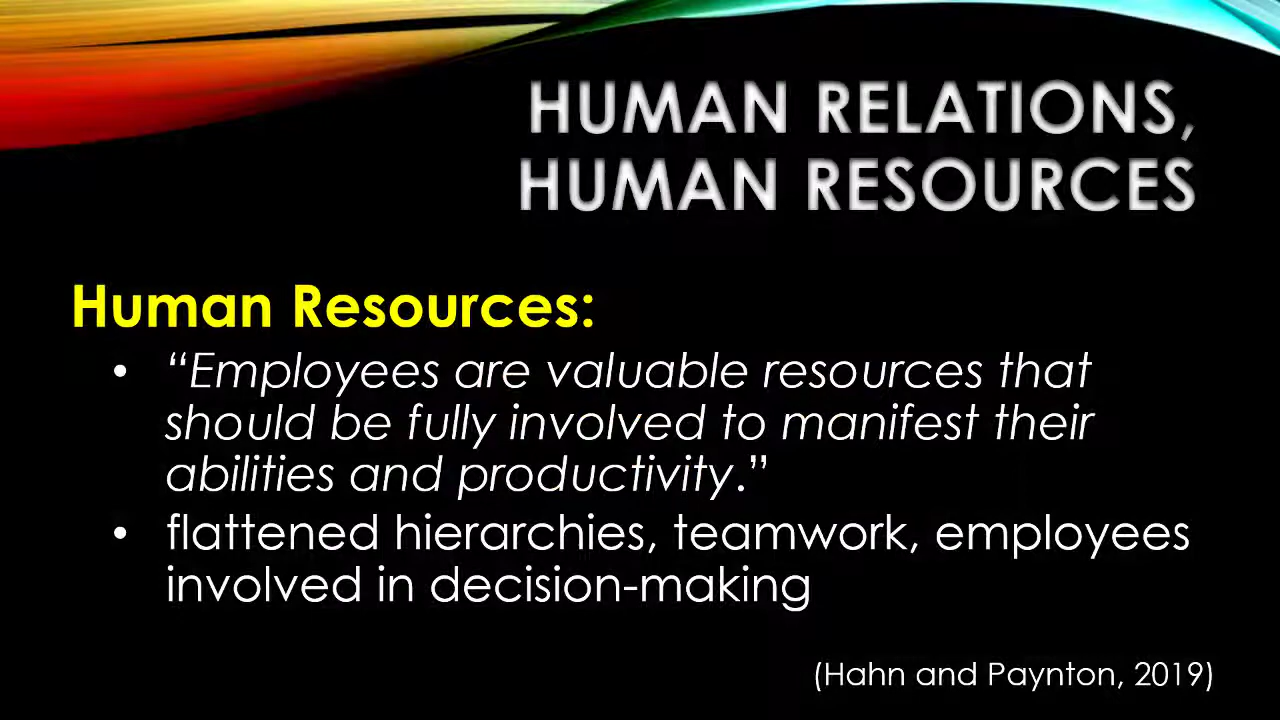 HUMAN RELATIONS,
HUMAN RESOURCES
Human Resources:
• “Employees are valuable resources that
should be fully involved to manifest their
abilities and productivity.”
• flattened hierarchies, teamwork, employees
involved in decision-making
(Hahn and Paynton, 2019)